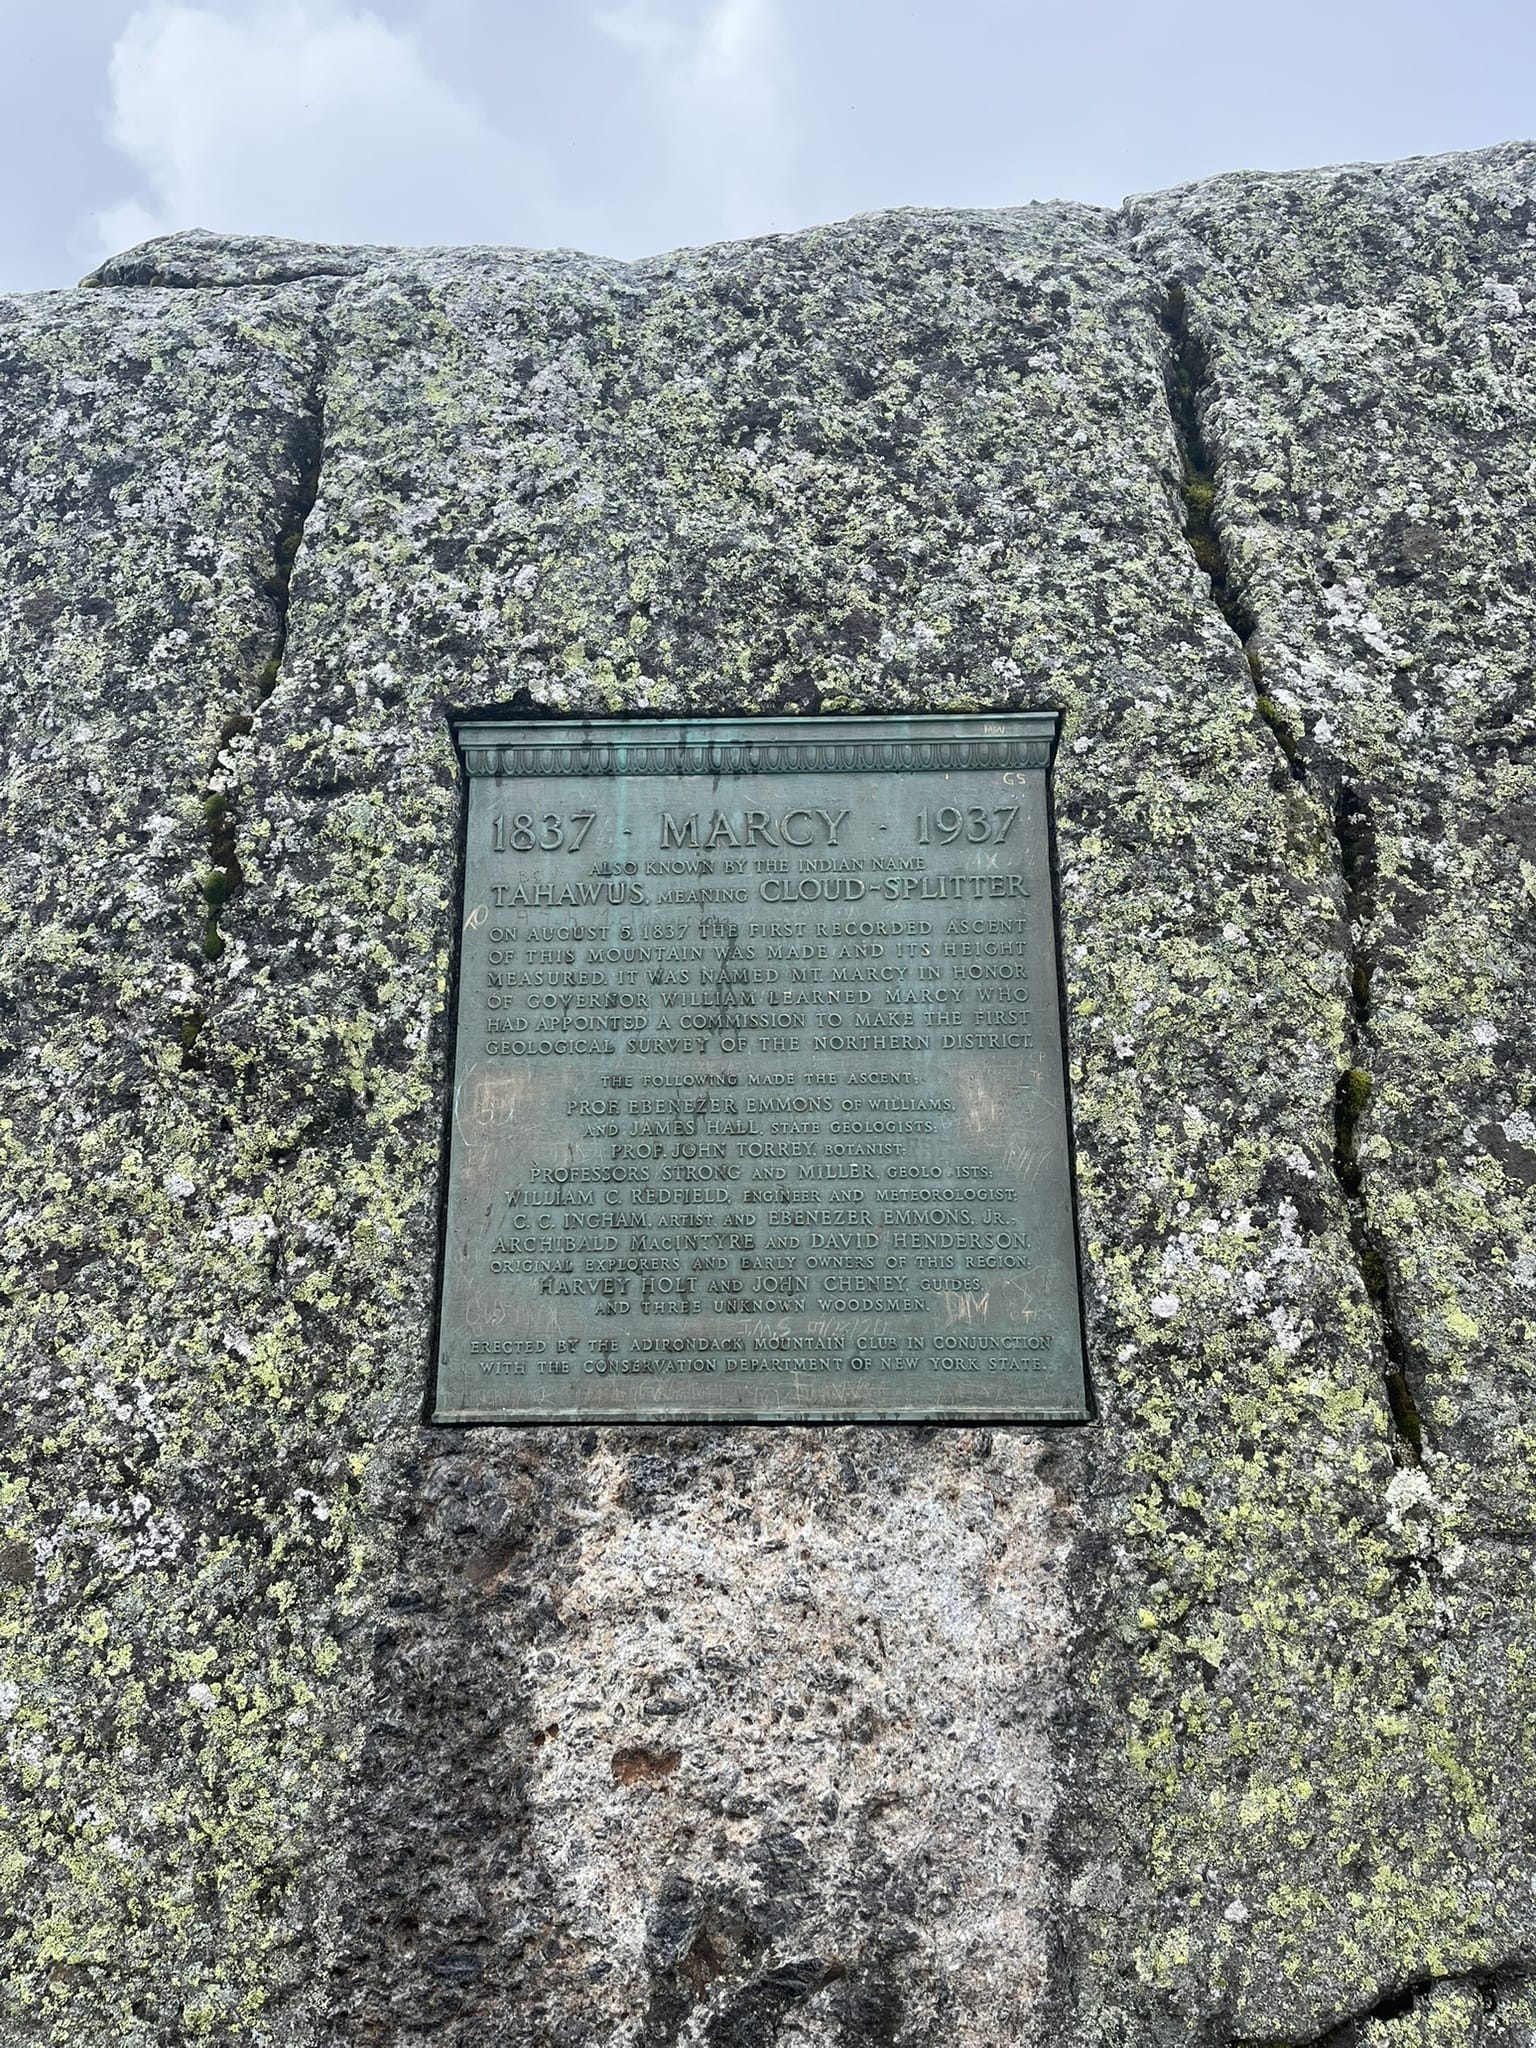 MW
GS
1837 · MARCY · 1937
ALSO KNOWN BY THE INDIAN NAME
TAHAWUS, MEANING CLOUD-SPLITTER
ON AUGUST 5, 1837 THE FIRST RECORDED ASCENT
OF THIS MOUNTAIN WAS MADE AND ITS HEIGHT
MEASURED. IT WAS NAMED MT. MARCY IN HONOR
OF GOVERNOR WILLIAM LEARNED MARCY WHO
HAD APPOINTED A COMMISSION TO MAKE THE FIRST
GEOLOGICAL SURVEY OF THE NORTHERN DISTRICT.
THE FOLLOWING MADE THE ASCENT:
PROF. EBENEZER EMMONS OF WILLIAMS,
AND JAMES HALL, STATE GEOLOGISTS;
PROF. JOHN TORREY, BOTANIST;
PROFESSORS STRONG AND MILLER, GEOLO ISTS;
WILLIAM C. REDFIELD, ENGINEER AND METEOROLOGIST;
C. C. INGHAM, ARTIST, AND EBENEZER EMMONS, JR.;
ARCHIBALD MACINTYRE AND DAVID HENDERSON,
ORIGINAL EXPLORERS AND EARLY OWNERS OF THIS REGION;
HARVEY HOLT AND JOHN CHENEY, GUIDES,
AND THREE UNKNOWN WOODSMEN.
DIM
JMS
ERECTED BY THE ADIRONDACK MOUNTAIN CLUB IN CONJUNCTION
WITH THE CONSERVATION DEPARTMENT OF NEW YORK STATE.